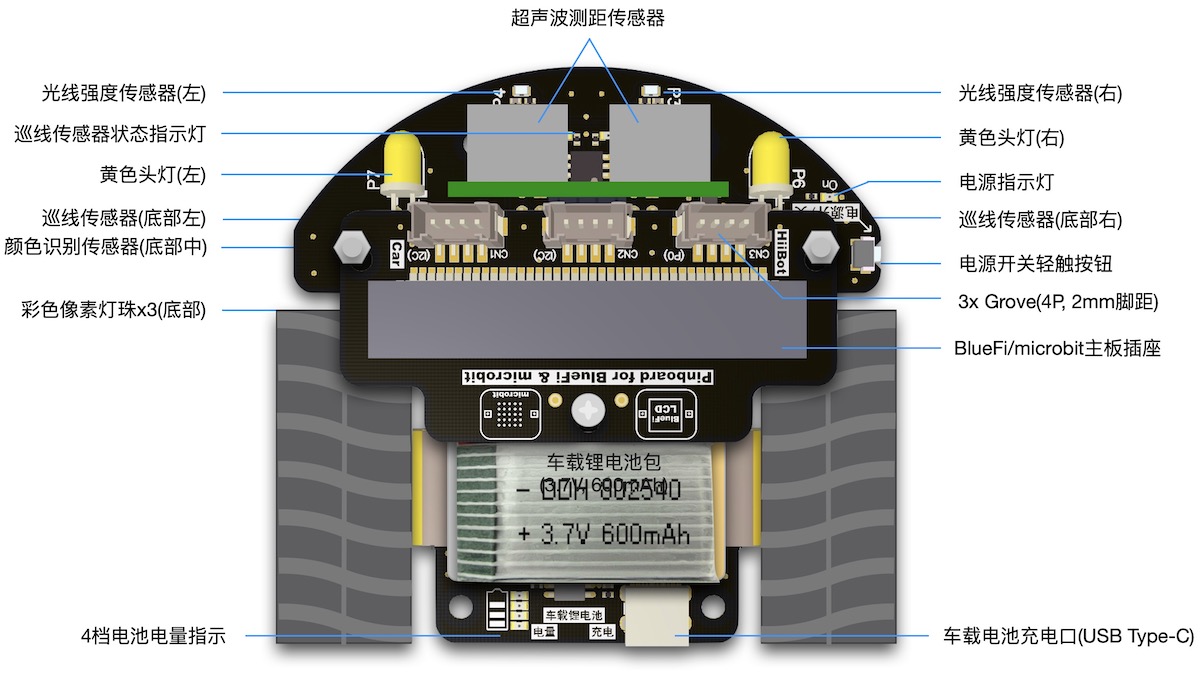 超声波测距传感器
光线强度传感器(左)
光线强度传感器(右)
巡线传感器状态指示灯
黄色头灯(右)
黄色头灯(左)
P7
P6
On
电源指示灯
巡线传感器(底部左)
巡线传感器(底部右)
颜色识别传感器(底部中)
Car
(I2C) CN1
(I2C) CN2
(P0) CN3
HiiBot
电源开关轻触按钮
彩色像素灯珠x3(底部)
3x Grove(4P, 2mm脚距)
BlueFi/microbit主板插座
Pinboard for BlueFi & microbit
microbit
BlueFi
LCD
车载锂电池包
(3.7V, 600mAh)
- DDH 802540
+ 3.7V 600mAh
车载锂电池
电量 充电
4档电池电量指示
车载电池充电口(USB Type-C)